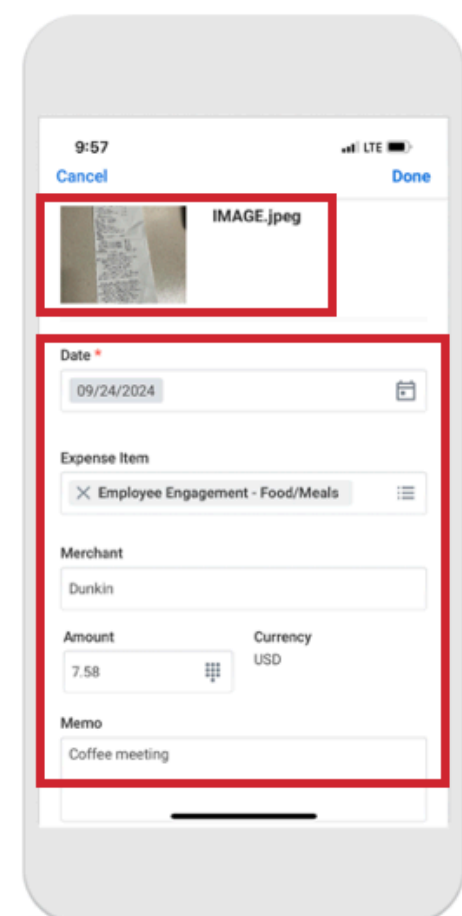 9:57 LTE
Cancel Done
IMAGE.jpeg
Date *
09/24/2024
Expense Item
Employee Engagement - Food/Meals
Merchant
Dunkin
Amount Currency
7.58 USD
Memo
Coffee meeting